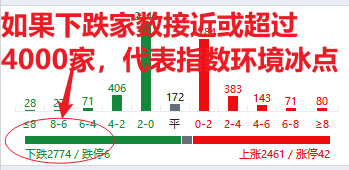 如果下跌家数接近或超过
4000家，代表指数环境冰点
28 71 406 172 383 143 71 80
≤8 8-6 6-4 4-2 2-0 平 0-2 2-4 4-6 6-8 ≥8
下跌2774 / 跌停6 上涨2461 / 涨停42